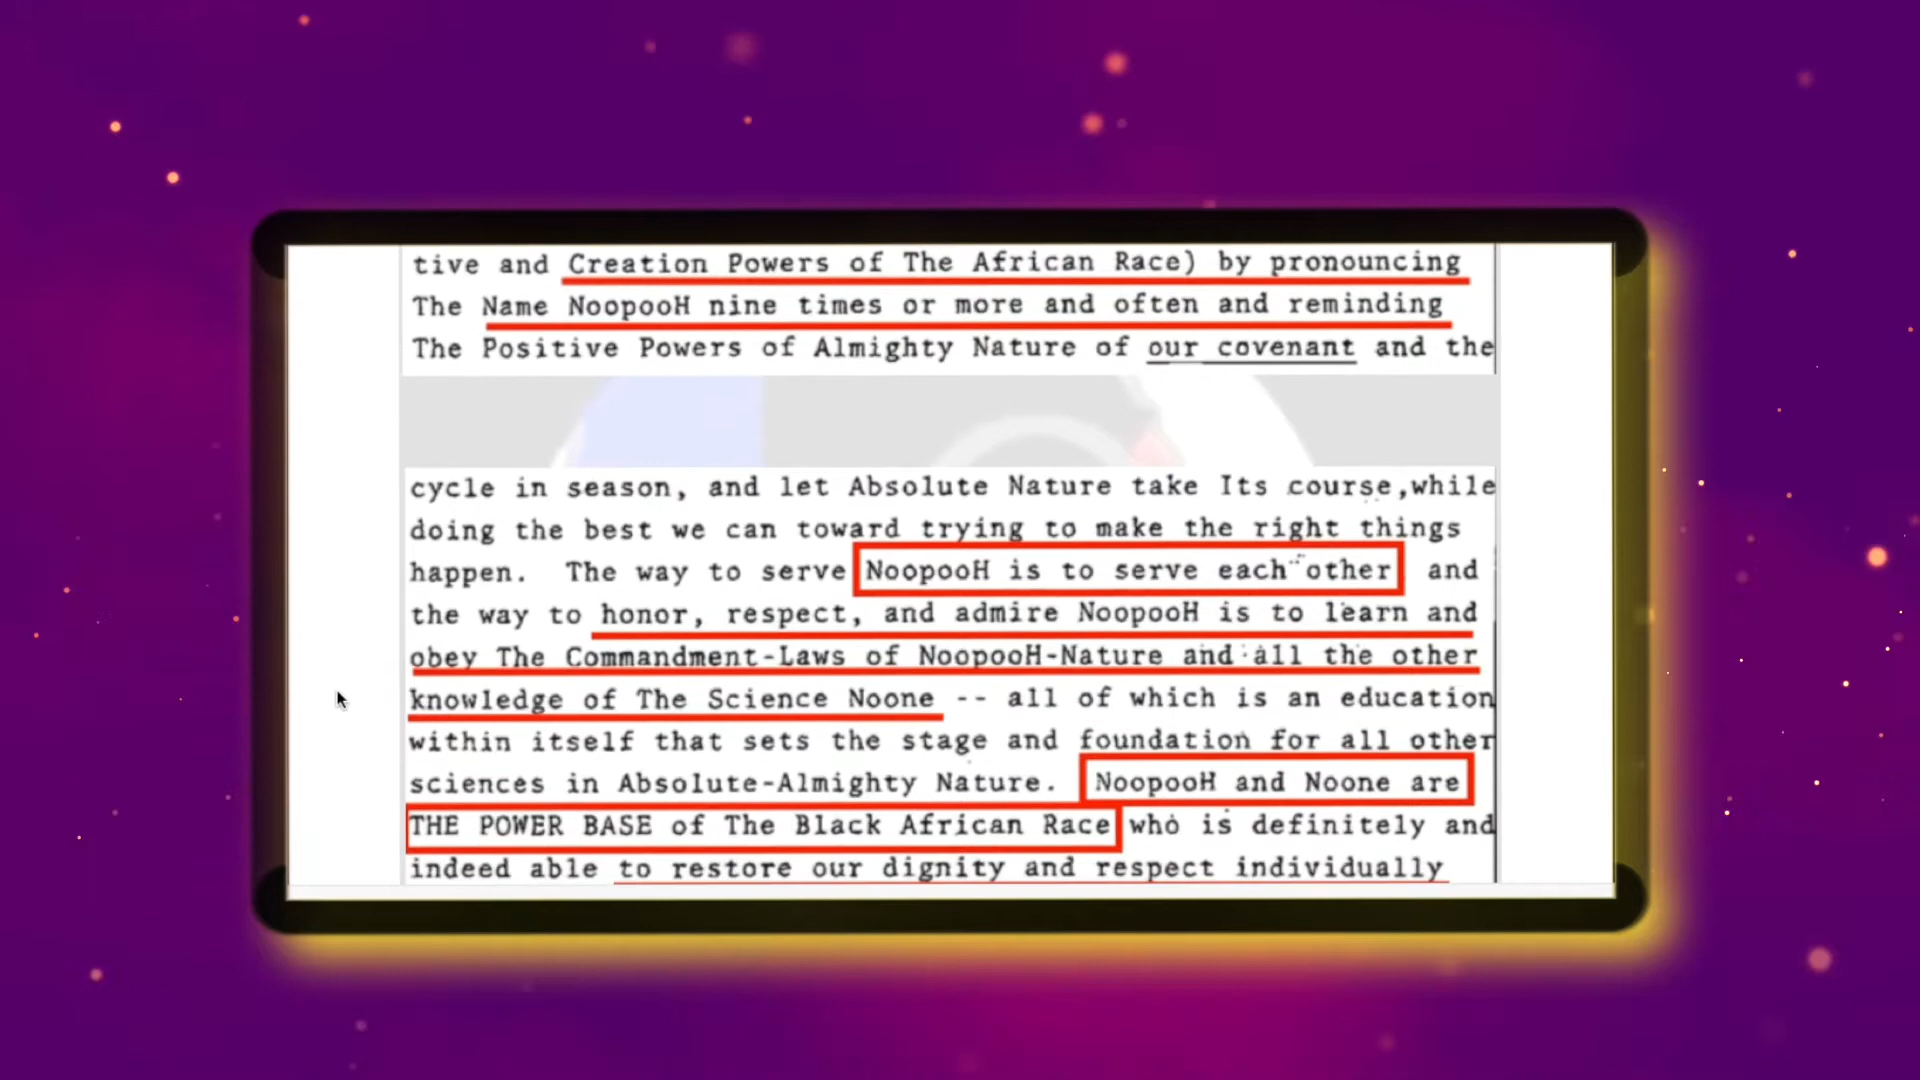 tive and Creation Powers of The African Race) by pronouncing
The Name NoopooH nine times or more and often and reminding
The Positive Powers of Almighty Nature of our covenant and the
cycle in season, and let Absolute Nature take Its course,while
doing the best we can toward trying to make the right things
happen. The way to serve NoopooH is to serve each other and
the way to honor, respect, and admire NoopooH is to learn and
obey The Commandment-Laws of NoopooH-Nature and all the other
knowledge of The Science Noone -- all of which is an education
within itself that sets the stage and foundation for all other
sciences in Absolute-Almighty Nature. NoopooH and Noone are
THE POWER BASE of The Black African Race who is definitely and
indeed able to restore our dignity and respect individually